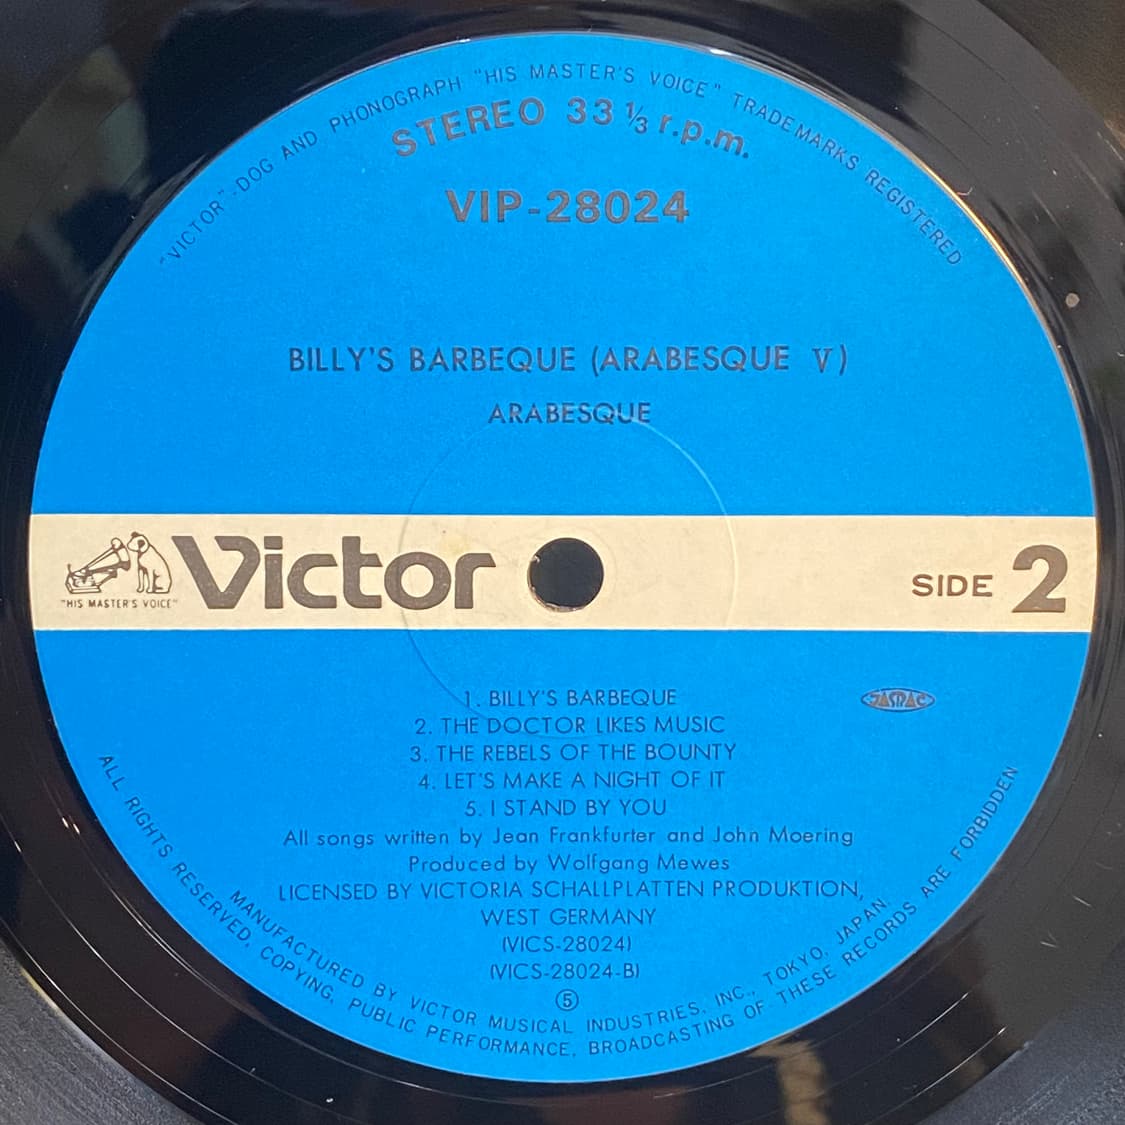 "VICTOR"-DOG AND PHONOGRAPH "HIS MASTER'S VOICE" TRADEMARKS REGISTERED
STEREO 33 1/3 r.p.m.
VIP-28024
BILLY'S BARBEQUE (ARABESQUE V)
ARABESQUE
Victor
"HIS MASTER'S VOICE"
SIDE 2
1. BILLY'S BARBEQUE
JASRAC
2. THE DOCTOR LIKES MUSIC
3. THE REBELS OF THE BOUNTY
4. LET'S MAKE A NIGHT OF IT
5. I STAND BY YOU
All songs written by Jean Frankfurter and John Moering
Produced by Wolfgang Mewes
LICENSED BY VICTORIA SCHALLPLATTEN PRODUKTION,
WEST GERMANY
(VICS-28024)
(VICS-28024-B)
⑤
MANUFACTURED BY VICTOR MUSICAL INDUSTRIES, INC., TOKYO, JAPAN.
ALL RIGHTS RESERVED. COPYING. PUBLIC PERFORMANCE. BROADCASTING OF THESE RECORDS ARE FORBIDDEN